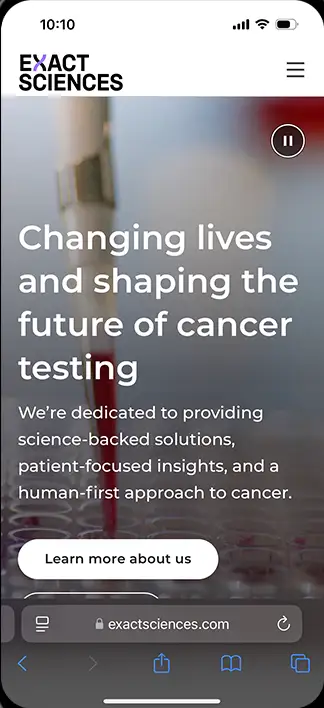 10:10
EXACT
SCIENCES
Changing lives
and shaping the
future of cancer
testing
We’re dedicated to providing
science-backed solutions,
patient-focused insights, and a
human-first approach to cancer.
Learn more about us
exactsciences.com